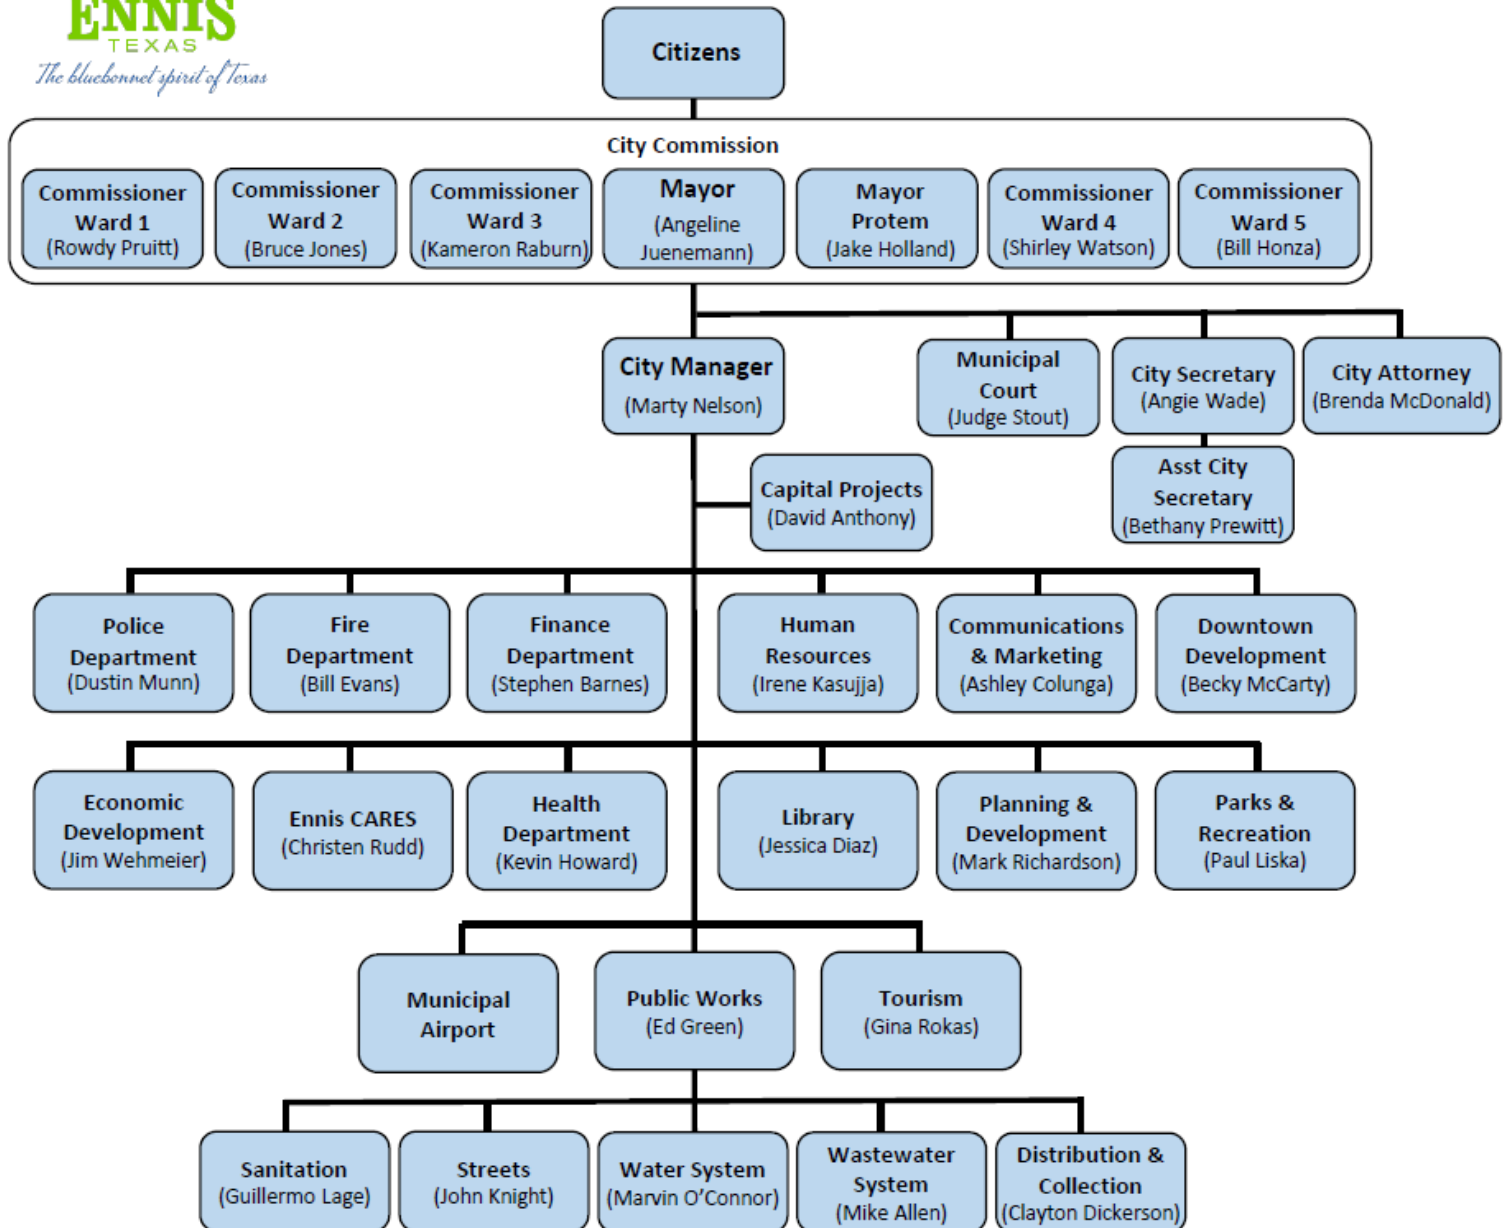 ENNIS
TEXAS
The bluebonnet spirit of Texas
Citizens
City Commission
Commissioner
Ward 1
(Rowdy Pruitt)
Commissioner
Ward 2
(Bruce Jones)
Commissioner
Ward 3
(Kameron Raburn)
Mayor
(Angeline
Juenemann)
Mayor
Protem
(Jake Holland)
Commissioner
Ward 4
(Shirley Watson)
Commissioner
Ward 5
(Bill Honza)
City Manager
(Marty Nelson)
Municipal
Court
(Judge Stout)
City Secretary
(Angie Wade)
City Attorney
(Brenda McDonald)
Asst City
Secretary
(Bethany Prewitt)
Capital Projects
(David Anthony)
Police
Department
(Dustin Munn)
Fire
Department
(Bill Evans)
Finance
Department
(Stephen Barnes)
Human
Resources
(Irene Kasujja)
Communications
& Marketing
(Ashley Colunga)
Downtown
Development
(Becky McCarty)
Economic
Development
(Jim Wehmeier)
Ennis CARES
(Christen Rudd)
Health
Department
(Kevin Howard)
Library
(Jessica Diaz)
Planning &
Development
(Mark Richardson)
Parks &
Recreation
(Paul Liska)
Municipal
Airport
Public Works
(Ed Green)
Tourism
(Gina Rokas)
Sanitation
(Guillermo Lage)
Streets
(John Knight)
Water System
(Marvin O’Connor)
Wastewater
System
(Mike Allen)
Distribution &
Collection
(Clayton Dickerson)